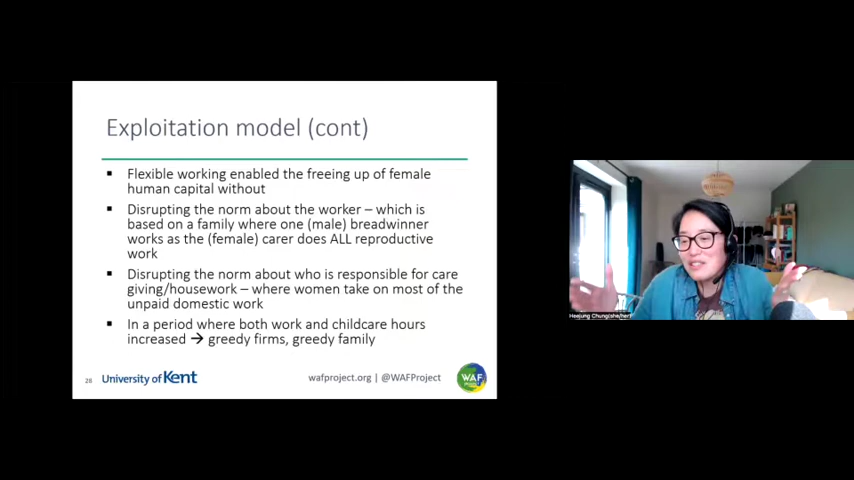 Exploitation model (cont)
▪ Flexible working enabled the freeing up of female
human capital without
▪ Disrupting the norm about the worker – which is
based on a family where one (male) breadwinner
works as the (female) carer does ALL reproductive
work
▪ Disrupting the norm about who is responsible for care
giving/housework – where women take on most of the
unpaid domestic work
▪ In a period where both work and childcare hours
increased → greedy firms, greedy family
28 University of Kent wafproject.org | @WAFProject WAF
Heejung Chung(she/her)